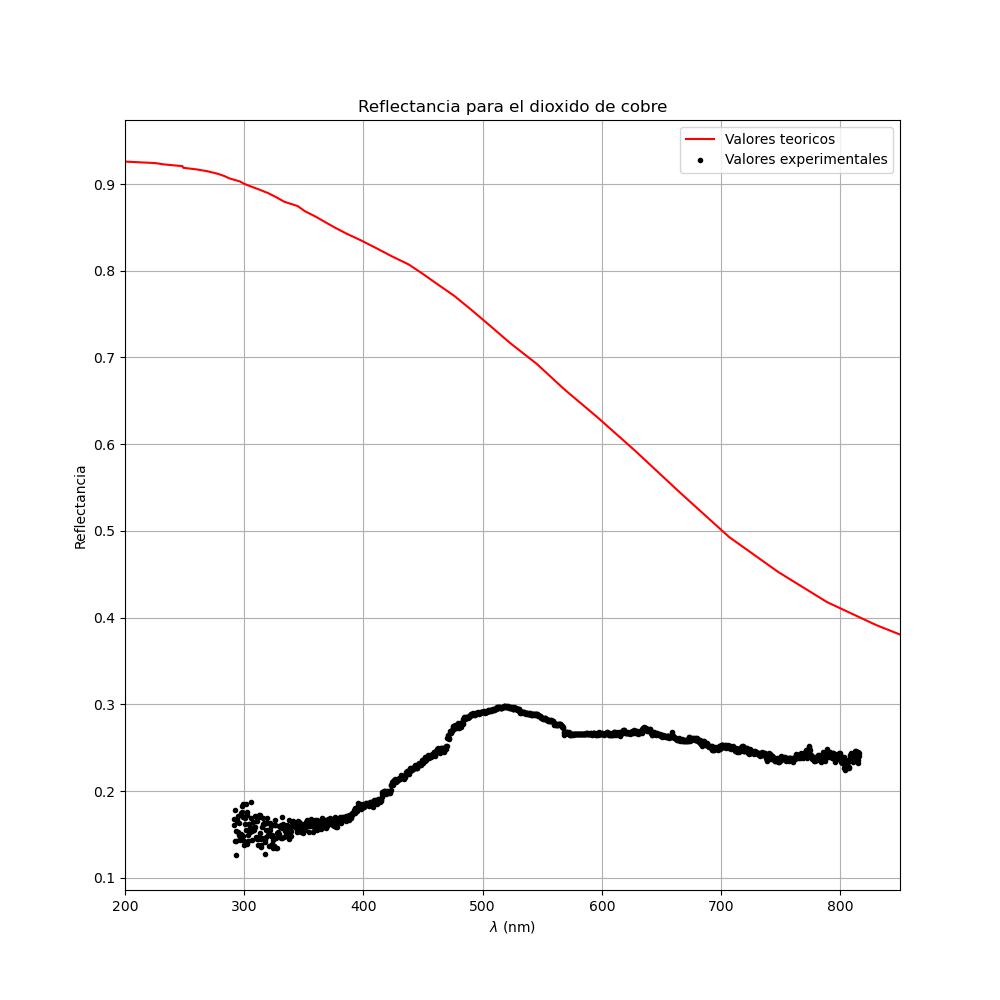 Reflectancia para el dioxido de cobre
Valores teoricos
Valores experimentales
Reflectancia
0.9
0.8
0.7
0.6
0.5
0.4
0.3
0.2
0.1
200 300 400 500 600 700 800
λ (nm)